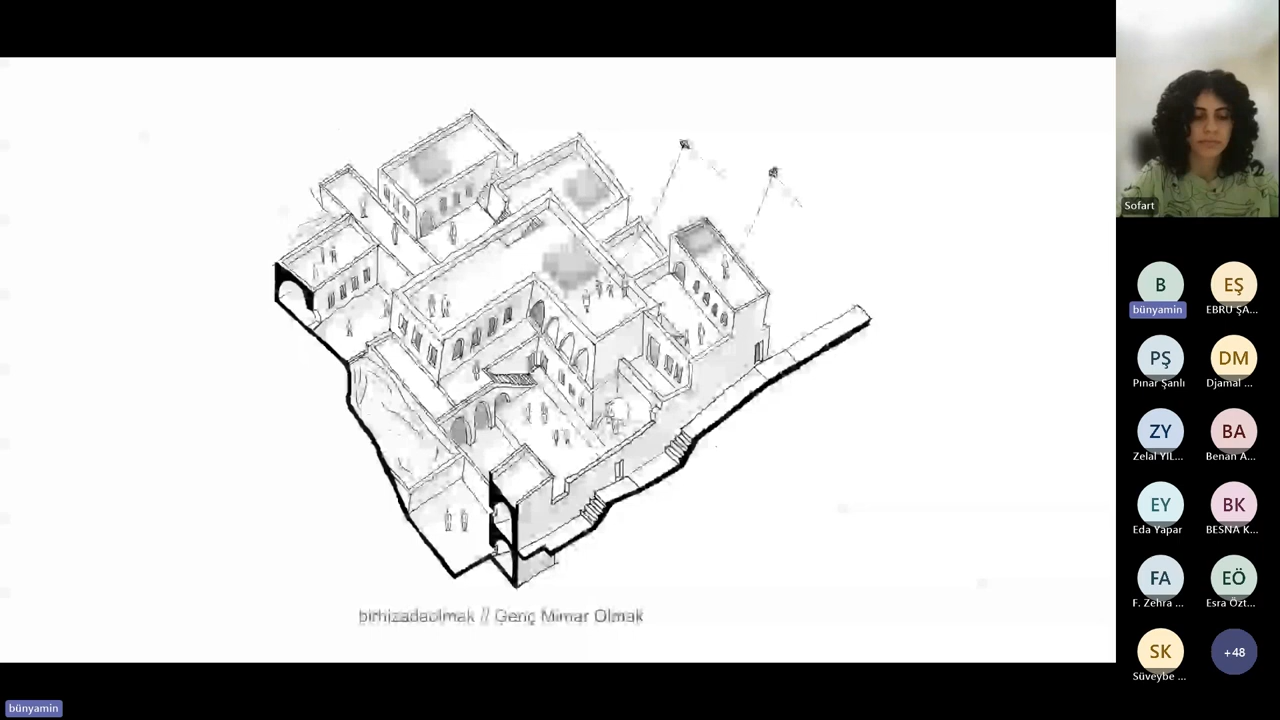 Sofart
B
EŞ
bünyamin
EBRU ŞA...
PŞ
DM
Pınar Şanlı
Djamal ...
ZY
BA
Zelal YIL...
Benan A...
EY
BK
Eda Yapar
BESNA K...
FA
EÖ
F. Zehra ...
Esra Özt...
SK
+48
Süveybe ...
birhizadaolmak // Genç Mimar Olmak
bünyamin